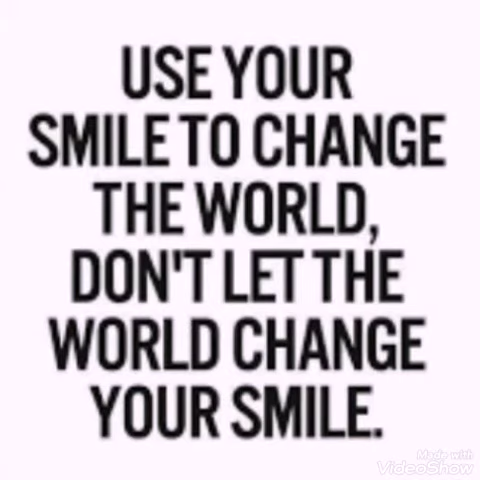 USE YOUR
SMILE TO CHANGE
THE WORLD,
DON'T LET THE
WORLD CHANGE
YOUR SMILE.
Made with
VideoShow